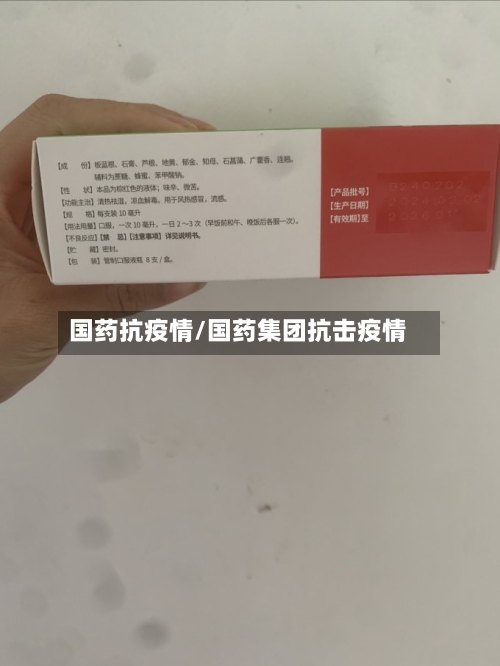 【成　　份】板蓝根、石膏、芦根、地黄、郁金、知母、石菖蒲、广藿香、连翘。
辅料为蔗糖、蜂蜜、苯甲酸钠。
【性　　状】本品为棕红色的液体；味辛、微苦。
【功能主治】清热祛湿，凉血解毒。用于风热感冒，流感。
【规　　格】每支装 10 毫升
【用法用量】口服，一次 10 毫升，一日 2～3 次（早饭前和午、晚饭后各服一次）。
【不良反应】【禁　忌】【注意事项】详见说明书。
【贮　　藏】密封。
【包　　装】管制口服液瓶 8 支/盒。
【产品批号】
【生产日期】
【有效期】至
国药抗疫情/国药集团抗击疫情